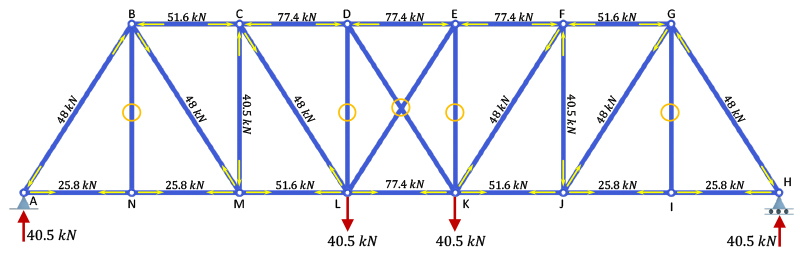 B C D E F G
51.6 kN 77.4 kN 77.4 kN 77.4 kN 51.6 kN
48 kN 48 kN 40.5 kN 48 kN 48 kN 40.5 kN 48 kN 48 kN
25.8 kN 25.8 kN 51.6 kN 77.4 kN 51.6 kN 25.8 kN 25.8 kN
A N M L K J I H
40.5 kN 40.5 kN 40.5 kN 40.5 kN